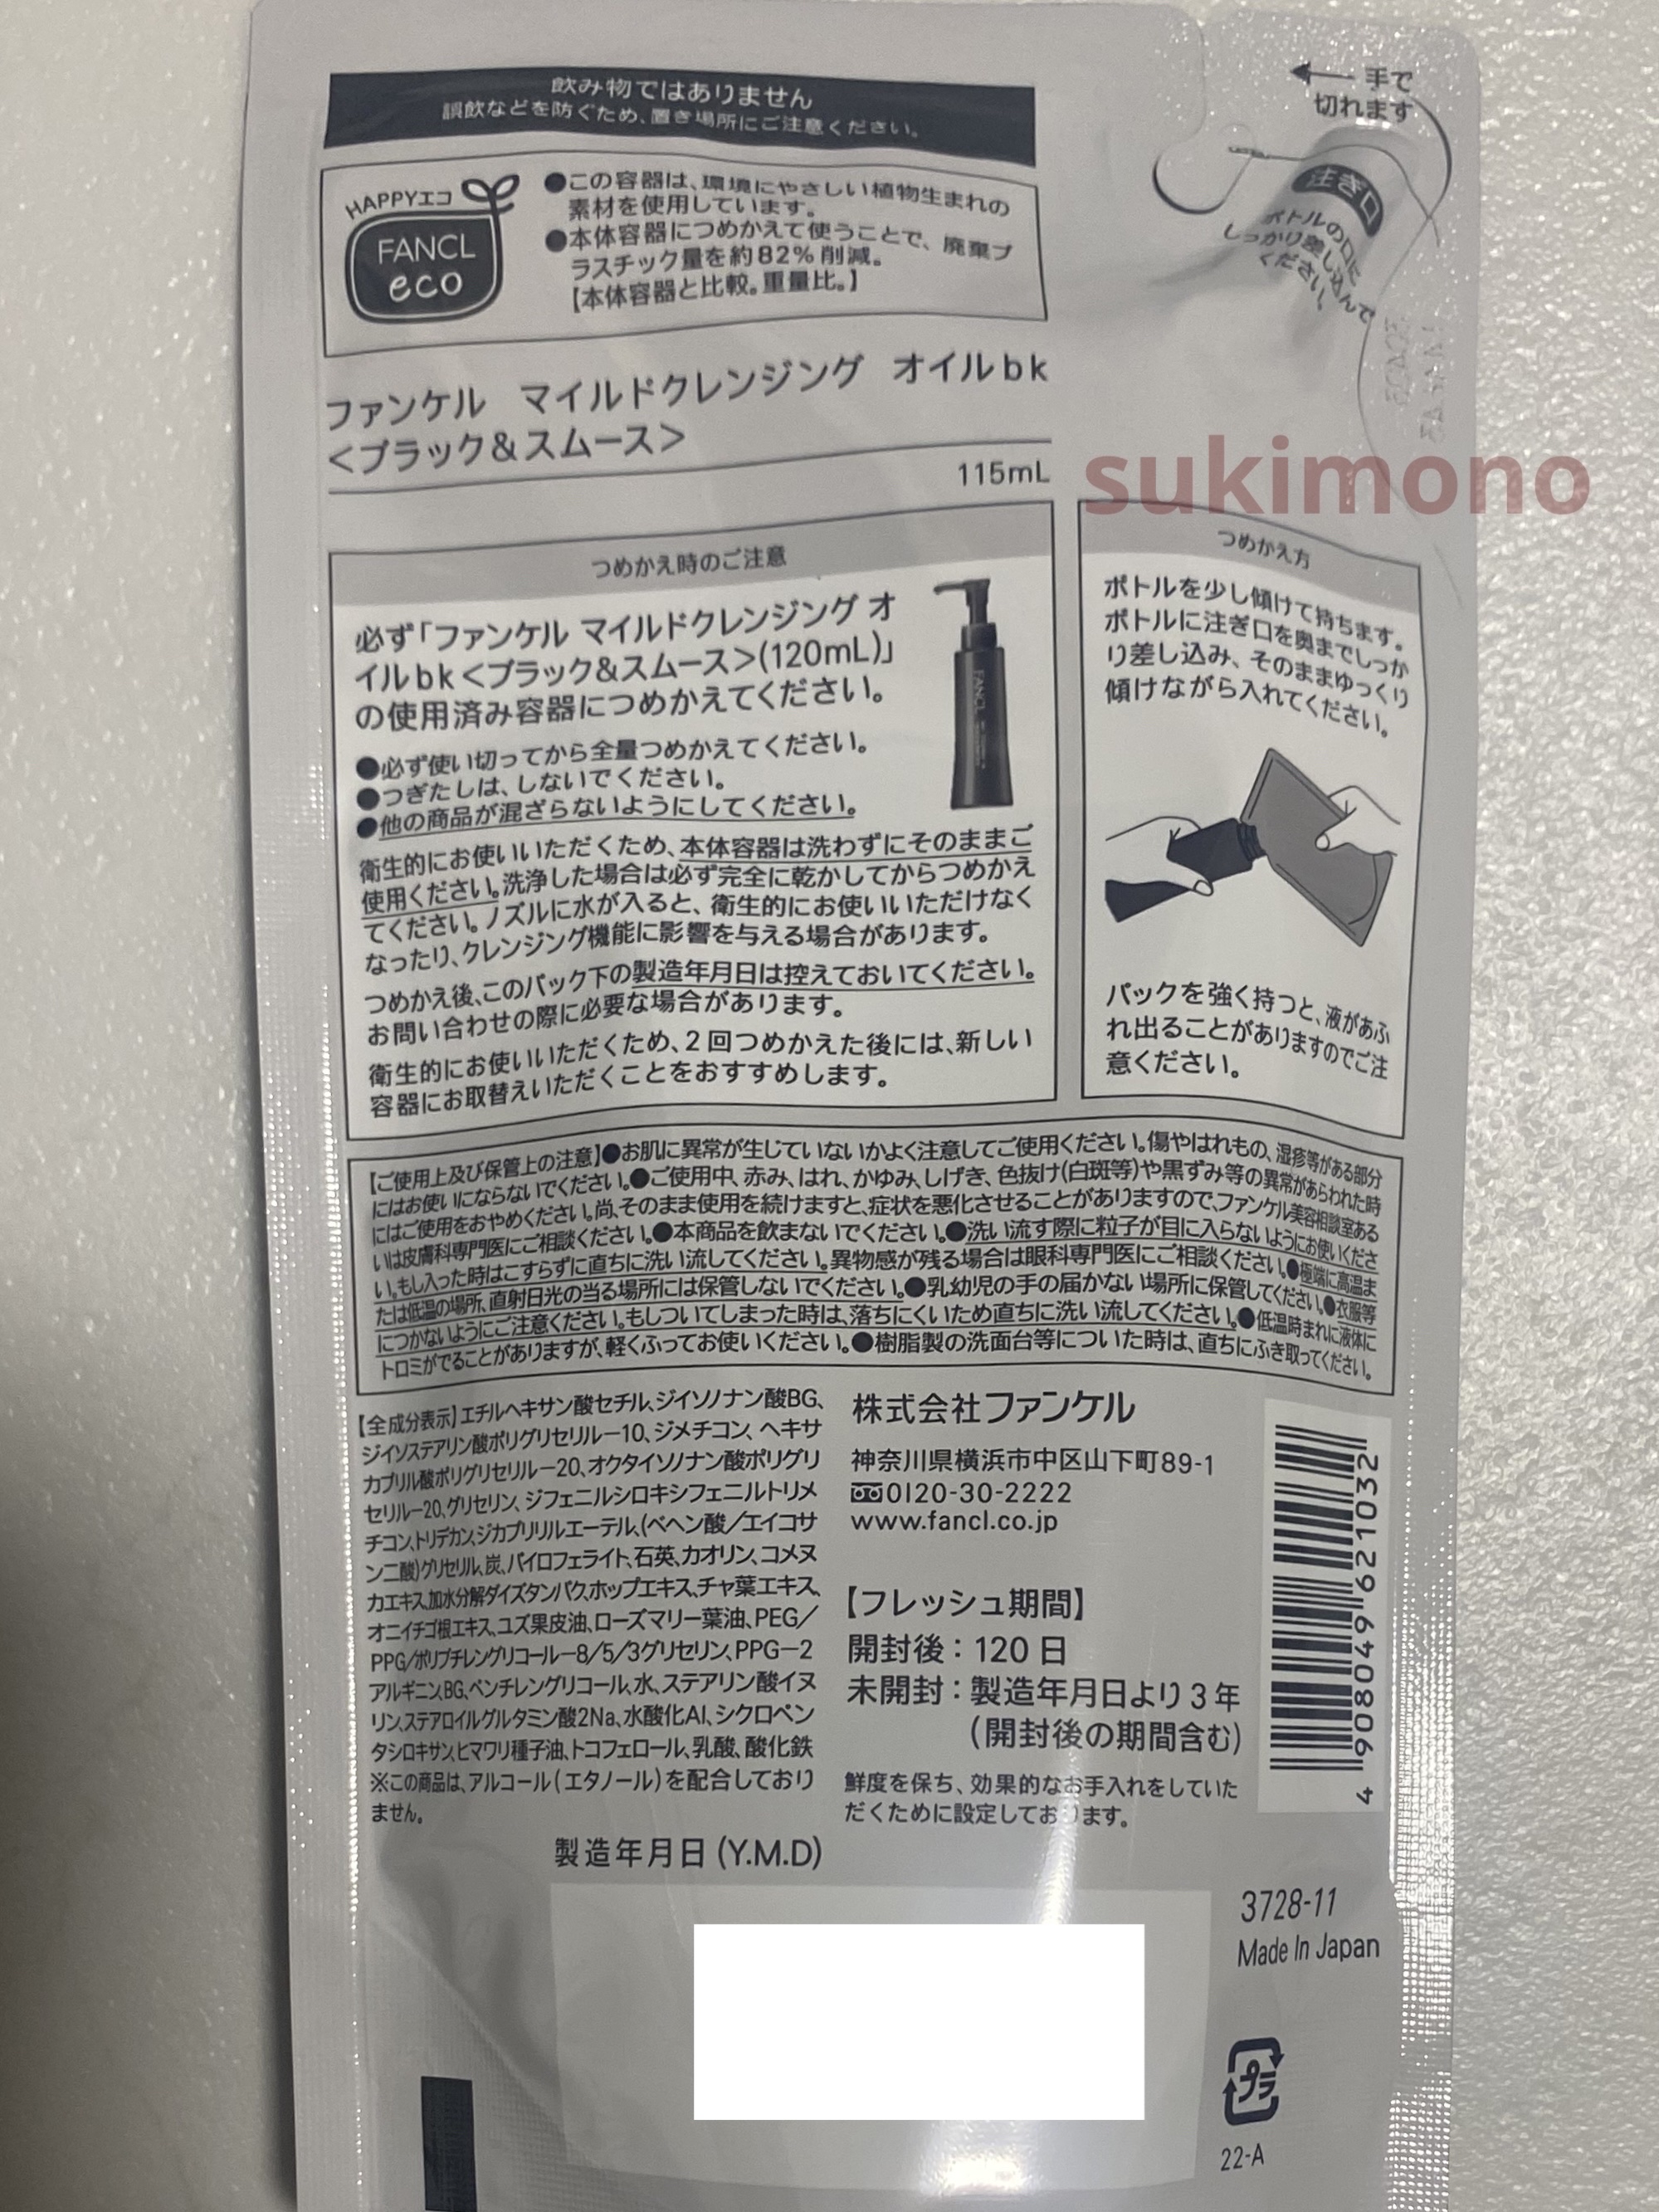 飲み物ではありません
誤飲などを防ぐため、置き場所にご注意ください。
← 手で
切れます
注ぎ口
ボトルの口に
しっかり差し込んで
ください。
HAPPYエコ
FANCL
eco
●この容器は、環境にやさしい植物生まれの
素材を使用しています。
●本体容器につめかえて使うことで、廃棄プ
ラスチック量を約82%削減。
【本体容器と比較。重量比。】
ファンケル マイルドクレンジング オイルbk
<ブラック&スムース>
115mL
sukimono
つめかえ時のご注意
必ず「ファンケル マイルドクレンジング オ
イルbk<ブラック&スムース>(120mL)」
の使用済み容器につめかえてください。
●必ず使い切ってから全量つめかえてください。
●つぎたしは、しないでください。
●他の商品が混ざらないようにしてください。
衛生的にお使いいただくため、本体容器は洗わずにそのままご
使用ください。洗浄した場合は必ず完全に乾かしてからつめかえ
てください。ノズルに水が入ると、衛生的にお使いいただけなく
なったり、クレンジング機能に影響を与える場合があります。
つめかえ後、このパック下の製造年月日は控えておいてください。
お問い合わせの際に必要な場合があります。
衛生的にお使いいただくため、2回つめかえた後には、新しい
容器にお取替えいただくことをおすすめします。
FANCL
つめかえ方
ボトルを少し傾けて持ちます。
ボトルに注ぎ口を奥までしっか
り差し込み、そのままゆっくり
傾けながら入れてください。
パックを強く持つと、液があふ
れ出ることがありますのでご注
意ください。
【ご使用上及び保管上の注意】●お肌に異常が生じていないかよく注意してご使用ください。傷やはれもの、湿疹等がある部分
にはお使いにならないでください。●ご使用中、赤み、はれ、かゆみ、しげき、色抜け(白斑等)や黒ずみ等の異常があらわれた時
にはご使用をおやめください。尚、そのまま使用を続けますと、症状を悪化させることがありますので、ファンケル美容相談室ある
いは皮膚科専門医にご相談ください。●本商品を飲まないでください。●洗い流す際に粒子が目に入らないようにお使いくださ
い。もし入った時はこすらずに直ちに洗い流してください。異物感が残る場合は眼科専門医にご相談ください。●極端に高温ま
たは低温の場所、直射日光の当る場所には保管しないでください。●乳幼児の手の届かない場所に保管してください。●衣服等
につかないようにご注意ください。もしついてしまった時は、落ちにくいため直ちに洗い流してください。●低温時まれに液体に
トロミがでることがありますが、軽くふってお使いください。●樹脂製の洗面台等についた時は、直ちにふき取ってください。
【全成分表示】エチルヘキサン酸セチル、ジイソノナン酸BG、
ジイソステアリン酸ポリグリセリル-10、ジメチコン、ヘキサ
カプリル酸ポリグリセリル-20、オクタイソノナン酸ポリグリ
セリル-20、グリセリン、ジフェニルシロキシフェニルトリメ
チコン、トリデカン、ジカプリリルエーテル、(ベヘン酸/エイコサ
ン二酸)グリセリル、炭、パイロフェライト、石英、カオリン、コメヌ
カエキス、加水分解ダイズタンパク、ホップエキス、チャ葉エキス、
オニイチゴ根エキス、ユズ果皮油、ローズマリー葉油、PEG/
PPG/ポリブチレングリコール-8/5/3グリセリン、PPG-2
アルギニン、BG、ペンチレングリコール、水、ステアリン酸イヌ
リン、ステアロイルグルタミン酸2Na、水酸化Al、シクロペン
タシロキサン、ヒマワリ種子油、トコフェロール、乳酸、酸化鉄
※この商品は、アルコール(エタノール)を配合しており
ません。
株式会社ファンケル
神奈川県横浜市中区山下町89-1
0120-30-2222
www.fancl.co.jp
【フレッシュ期間】
開封後:120日
未開封:製造年月日より3年
(開封後の期間含む)
鮮度を保ち、効果的なお手入れをしていた
だくために設定しております。
4 908049 621032
製造年月日 (Y.M.D)
3728-11
Made In Japan
プラ
22-A